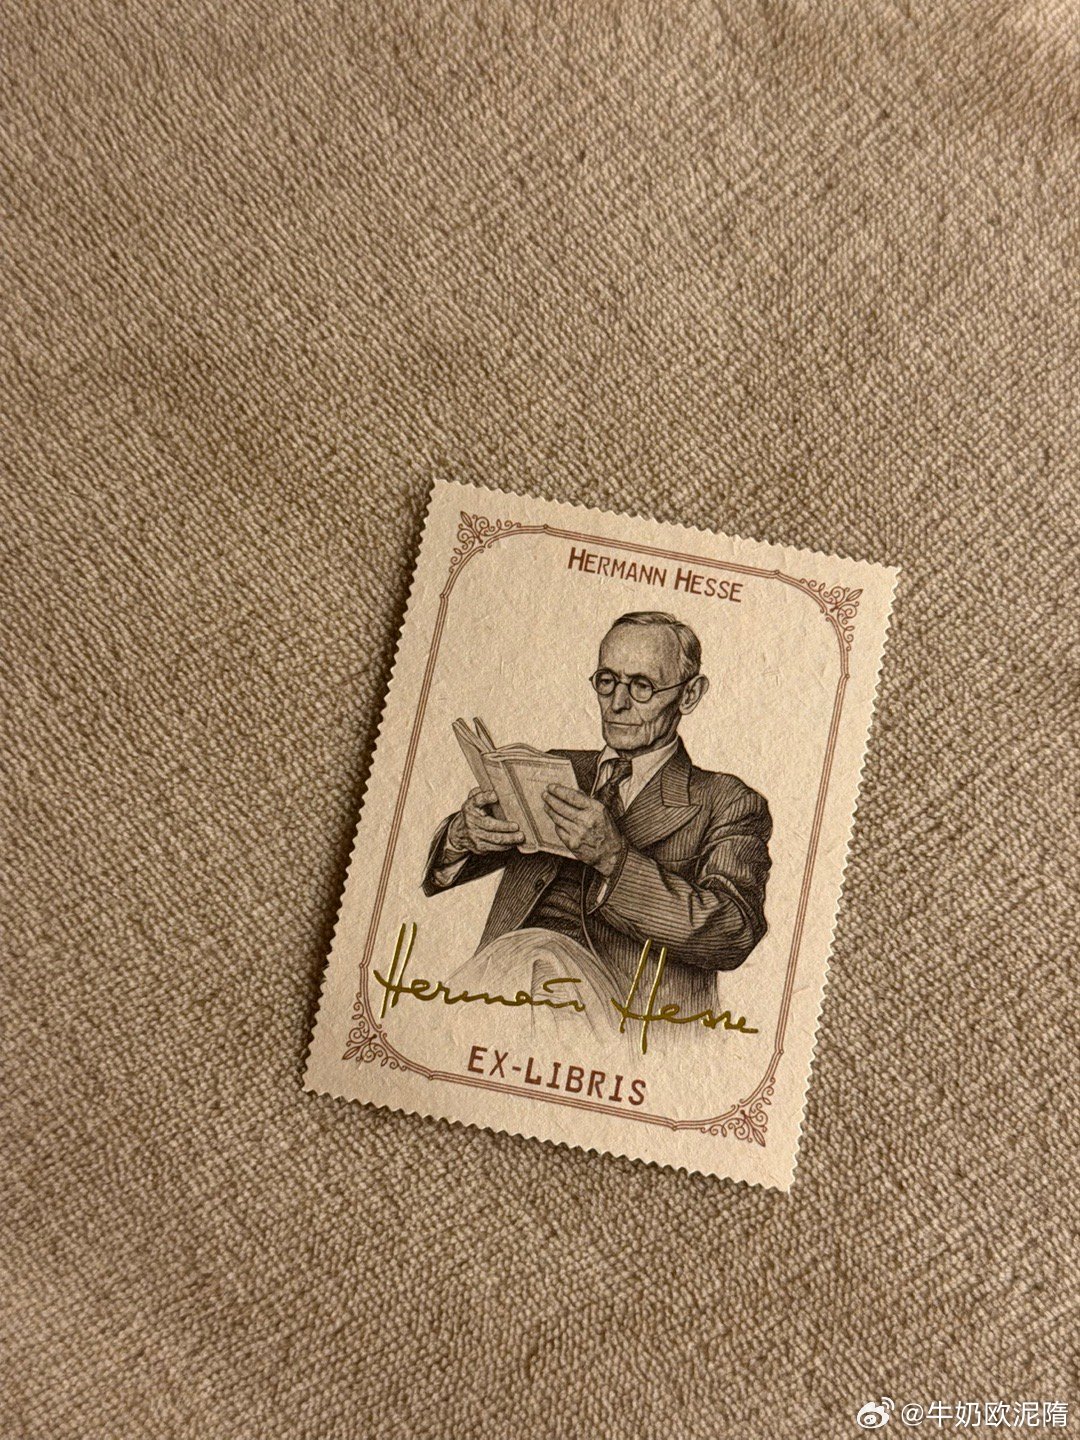 HERMANN HESSE
Hermann Hesse
EX-LIBRIS
@牛奶欧泥隋